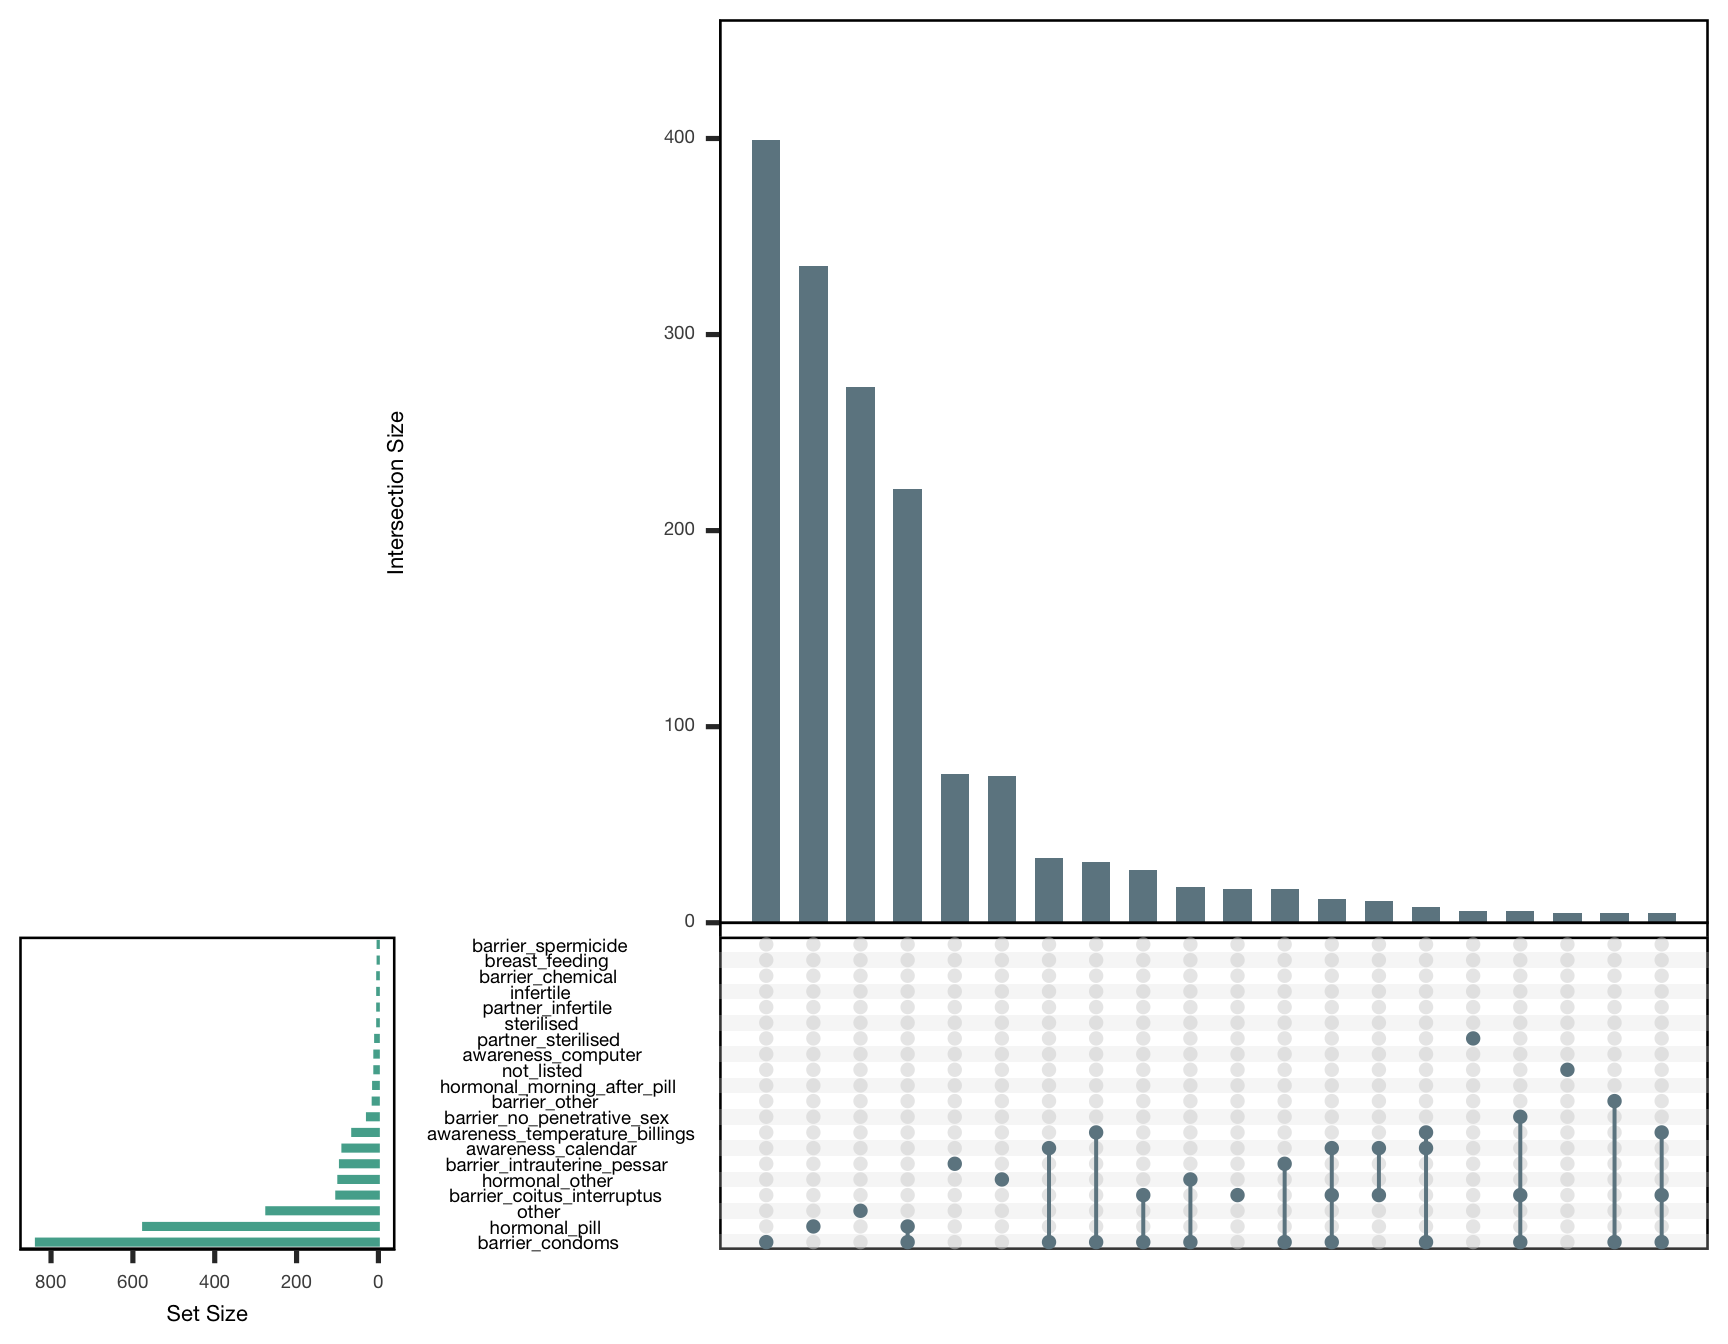 400
300
200
100
0
Intersection Size
barrier_spermicide
breast_feeding
barrier_chemical
infertile
partner_infertile
sterilised
partner_sterilised
awareness_computer
not_listed
hormonal_morning_after_pill
barrier_other
barrier_no_penetrative_sex
awareness_temperature_billings
awareness_calendar
barrier_intrauterine_pessar
hormonal_other
barrier_coitus_interruptus
other
hormonal_pill
barrier_condoms
800 600 400 200 0
Set Size